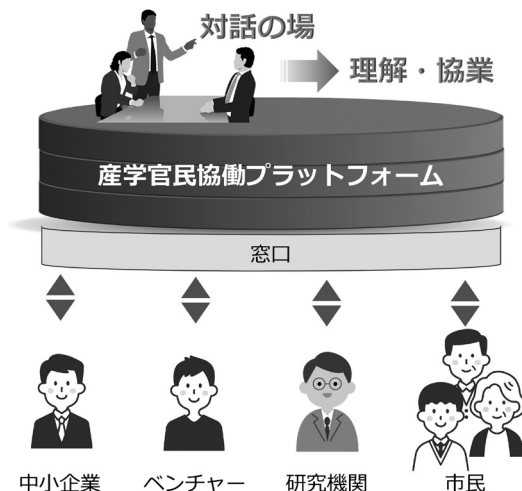 対話の場
理解・協業
産学官民協働プラットフォーム
窓口
中小企業
ベンチャー
研究機関
市民